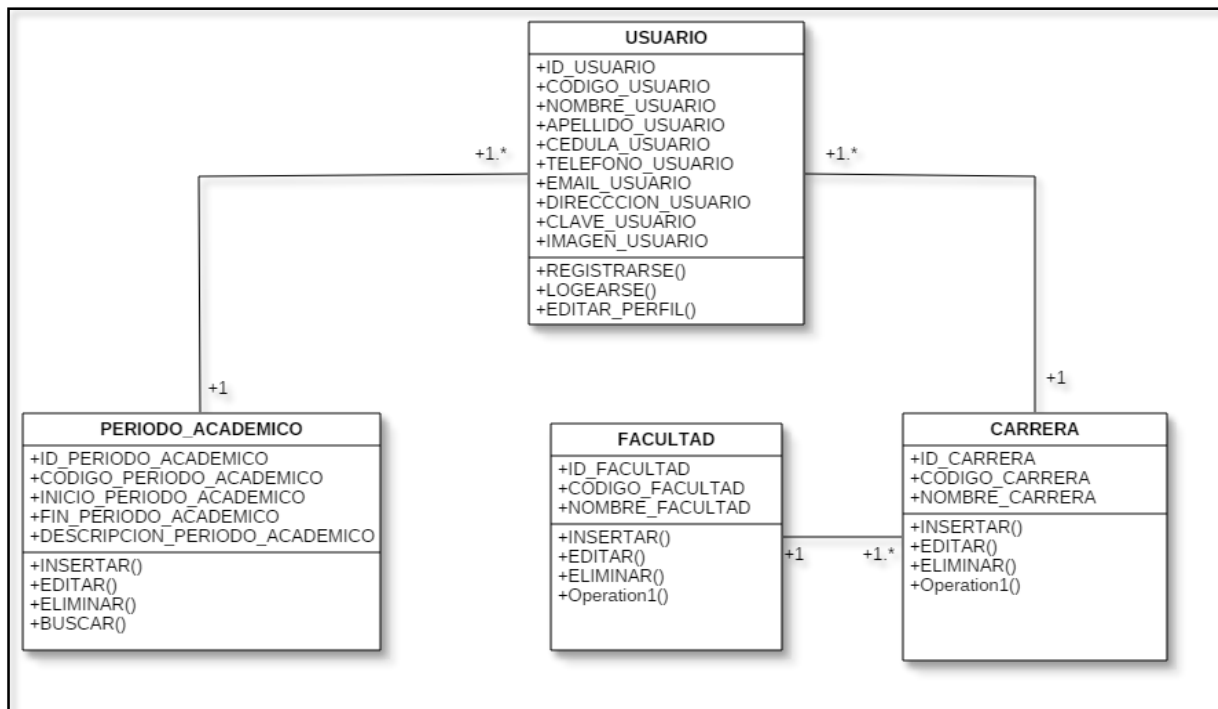 USUARIO
+ID_USUARIO
+CODIGO_USUARIO
+NOMBRE_USUARIO
+APELLIDO_USUARIO
+CEDULA_USUARIO
+TELEFONO_USUARIO
+EMAIL_USUARIO
+DIRECCCION_USUARIO
+CLAVE_USUARIO
+IMAGEN_USUARIO
+REGISTRARSE()
+LOGEARSE()
+EDITAR_PERFIL()
+1.*
+1.*
+1
+1
PERIODO_ACADEMICO
+ID_PERIODO_ACADEMICO
+CODIGO_PERIODO_ACADEMICO
+INICIO_PERIODO_ACADEMICO
+FIN_PERIODO_ACADEMICO
+DESCRIPCION_PERIODO_ACADEMICO
+INSERTAR()
+EDITAR()
+ELIMINAR()
+BUSCAR()
FACULTAD
+ID_FACULTAD
+CODIGO_FACULTAD
+NOMBRE_FACULTAD
+INSERTAR()
+EDITAR()
+ELIMINAR()
+Operation1()
+1
+1.*
CARRERA
+ID_CARRERA
+CODIGO_CARRERA
+NOMBRE_CARRERA
+INSERTAR()
+EDITAR()
+ELIMINAR()
+Operation1()